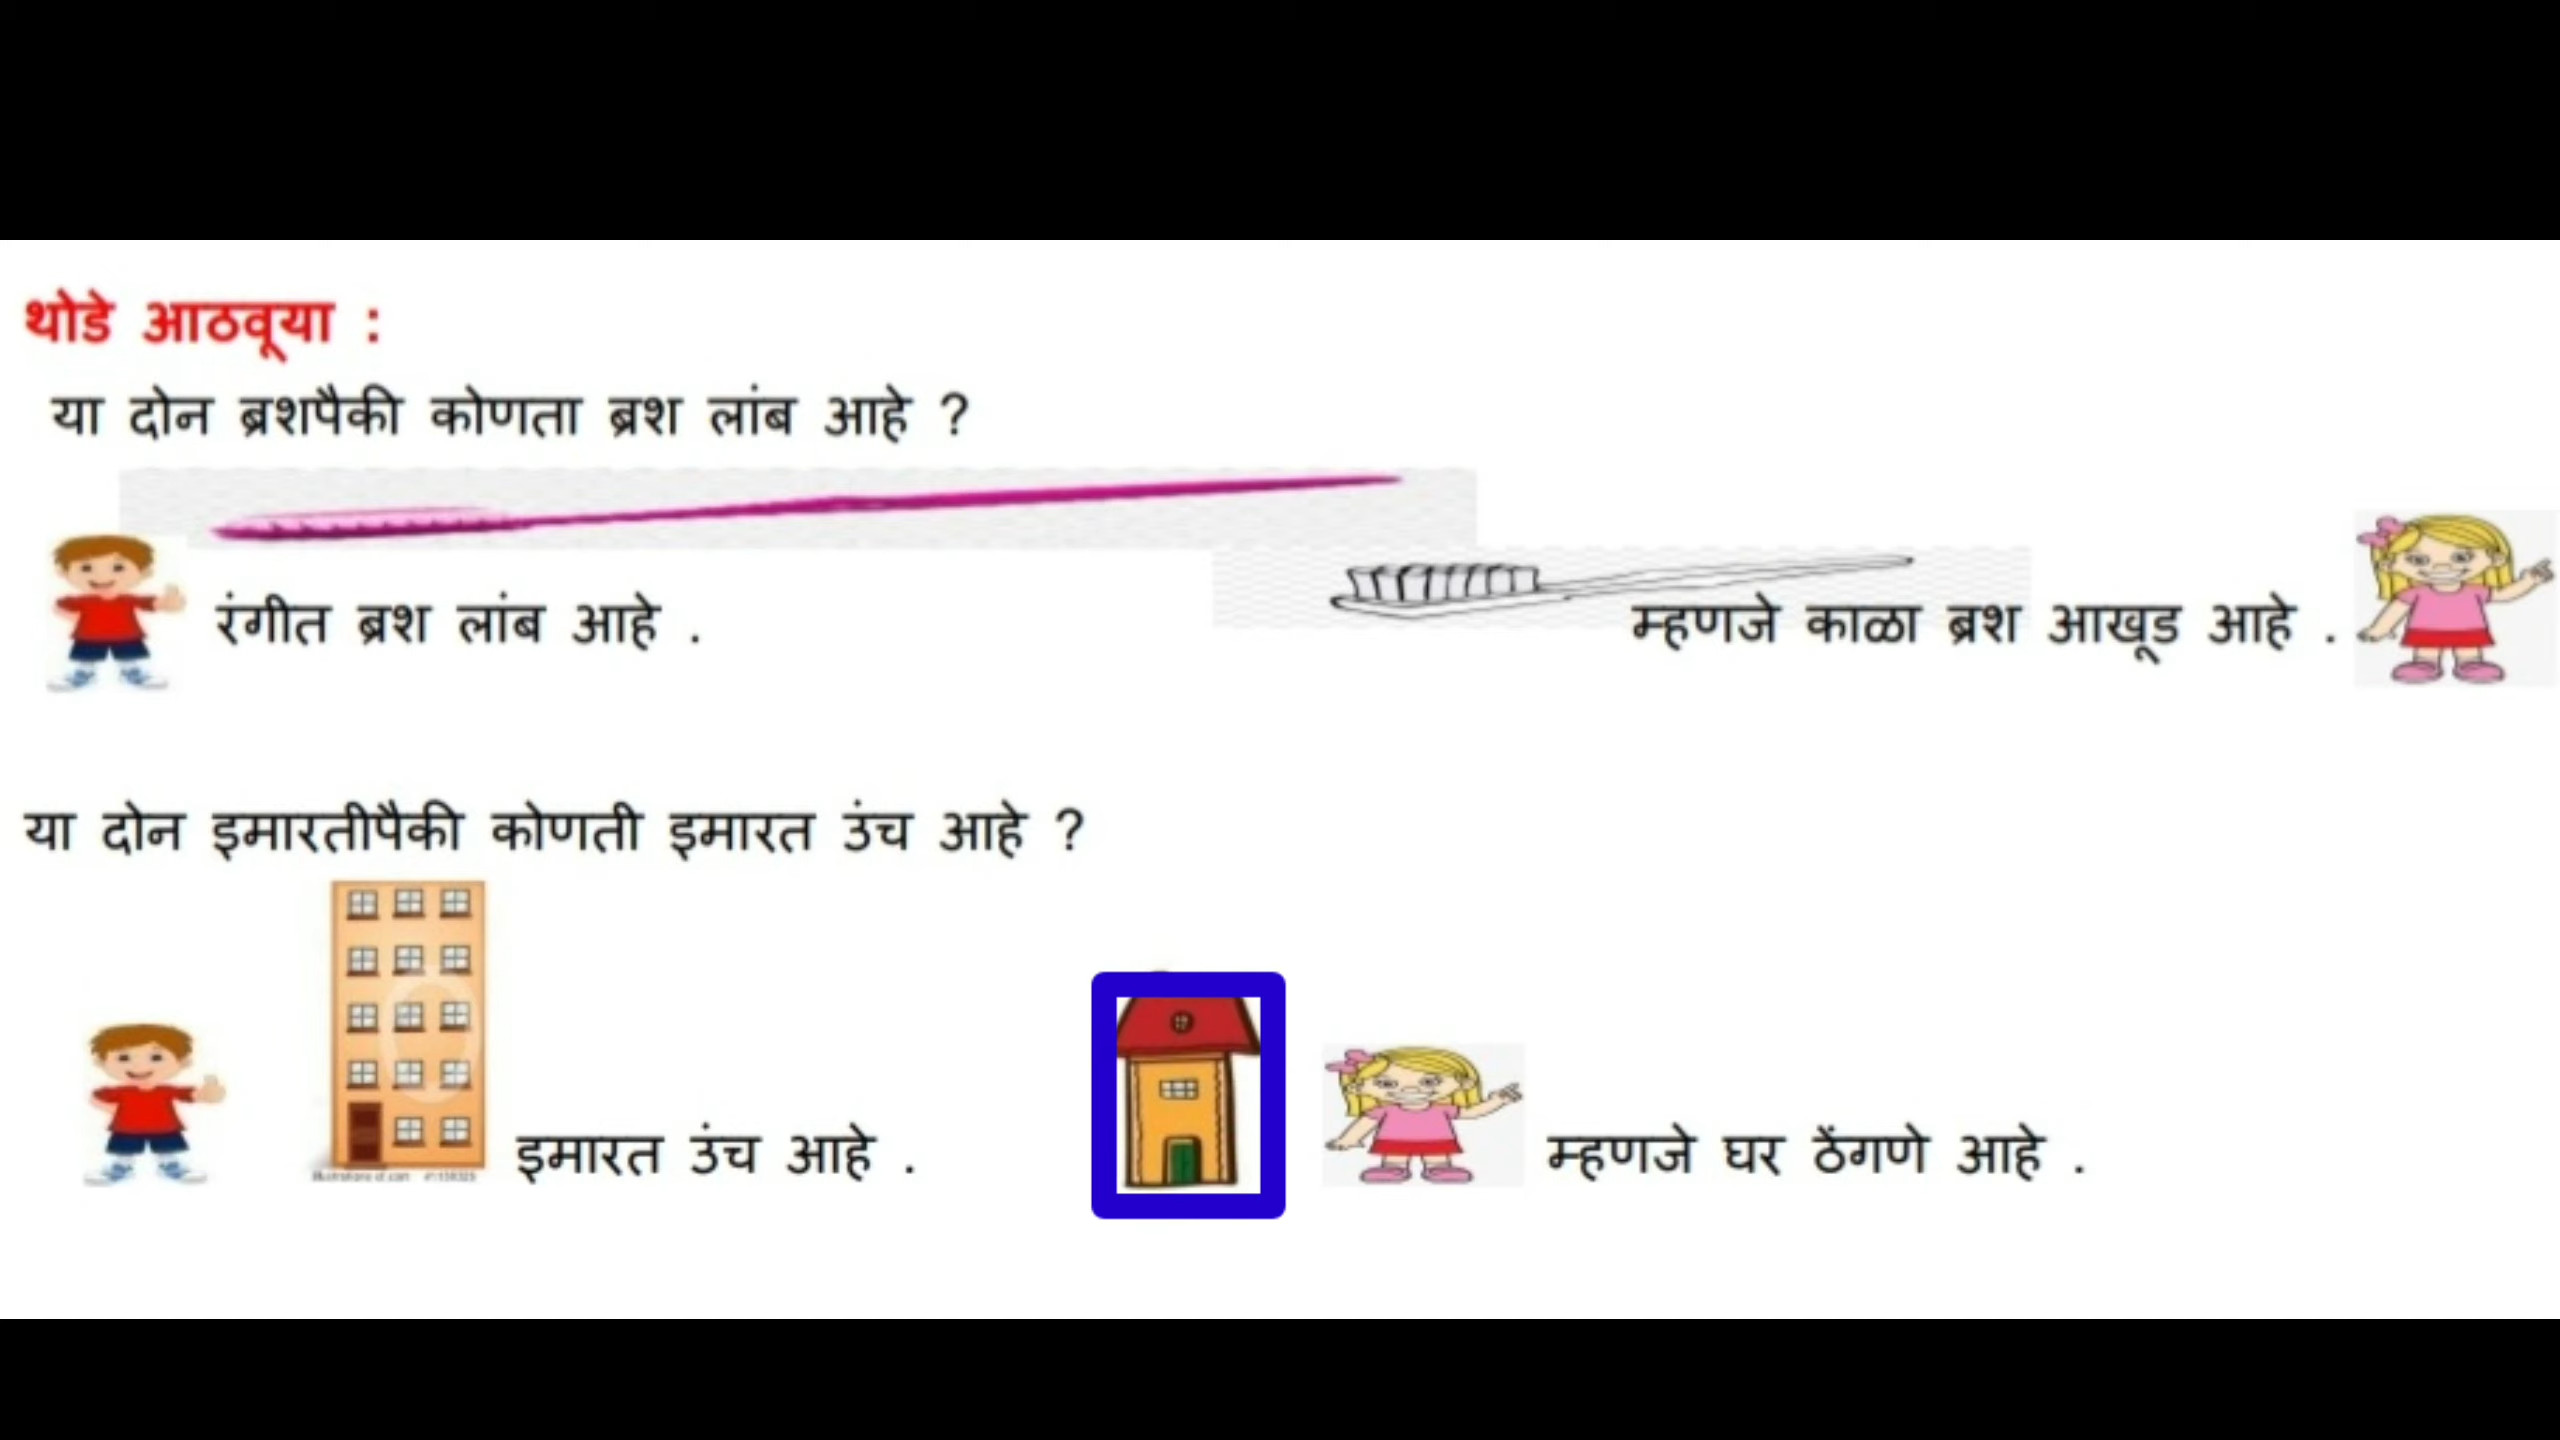 थोडे आठवूया :
या दोन ब्रशपैकी कोणता ब्रश लांब आहे ?
रंगीत ब्रश लांब आहे .
म्हणजे काळा ब्रश आखूड आहे .
या दोन इमारतीपैकी कोणती इमारत उंच आहे ?
इमारत उंच आहे .
म्हणजे घर ठेंगणे आहे .